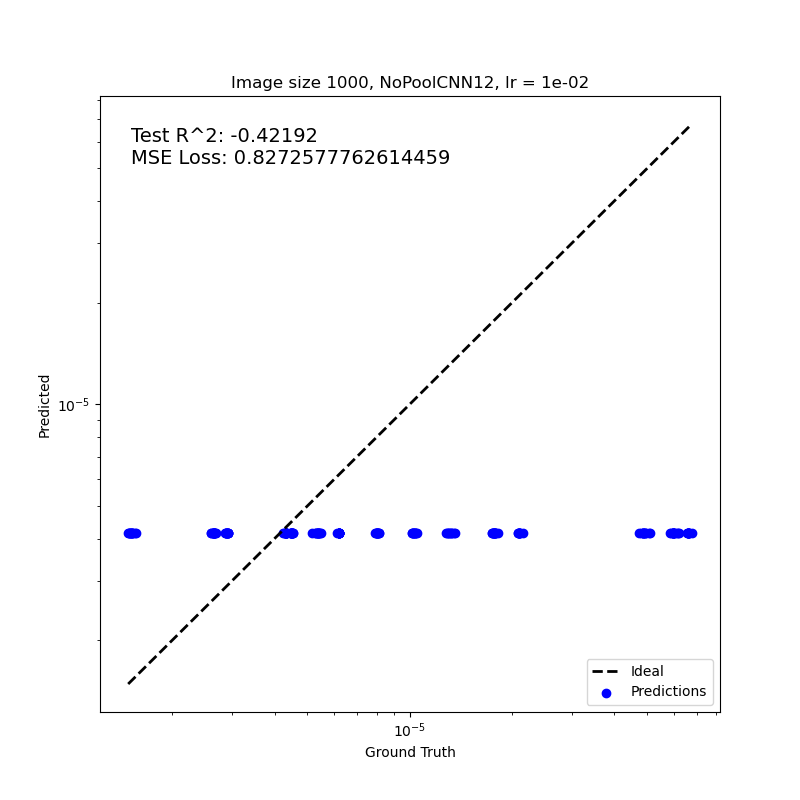 Image size 1000, NoPoolCNN12, lr = 1e-02
Test R^2: -0.42192
MSE Loss: 0.8272577762614459
Predicted
10⁻⁵
Ideal
Predictions
10⁻⁵
Ground Truth